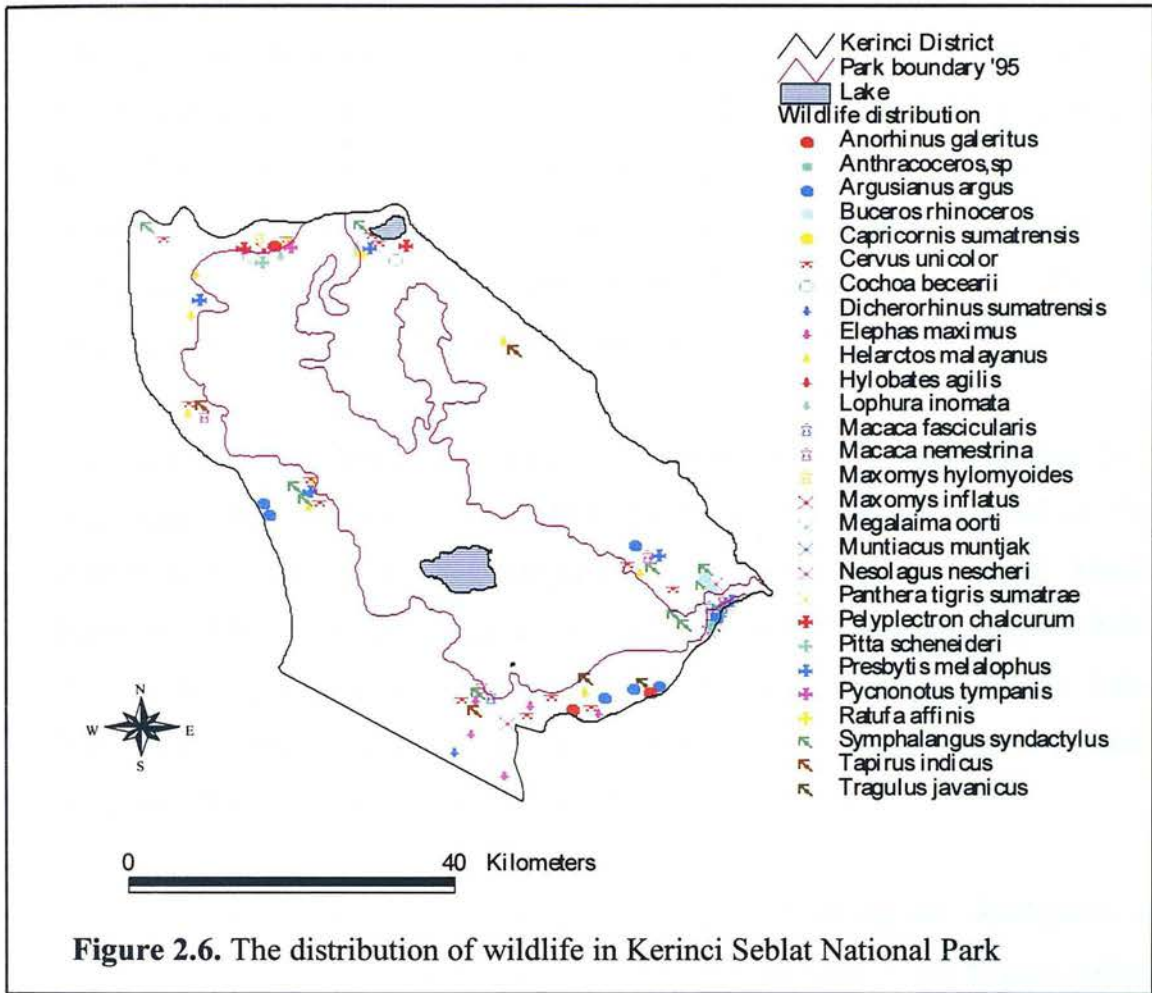 Kerinci District
Park boundary '95
Lake
Wildlife distribution
Anorhinus galeritus
Anthracoceros,sp
Argusianus argus
Buceros rhinoceros
Capricornis sumatrensis
Cervus unicolor
Cochoa becearii
Dicherorhinus sumatrensis
Elephas maximus
Helarctos malayanus
Hylobates agilis
Lophura inomata
Macaca fascicularis
Macaca nemestrina
Maxomys hylomyoides
Maxomys inflatus
Megalaima oorti
Muntiacus muntjak
Nesolagus nescheri
Panthera tigris sumatrae
Pelyplectron chalcurum
Pitta scheneideri
Presbytis melalophus
Pycnonotus tympanis
Ratufa affinis
Symphalangus syndactylus
Tapirus indicus
Tragulus javanicus
N
W E
S
0 40 Kilometers
Figure 2.6. The distribution of wildlife in Kerinci Seblat National Park